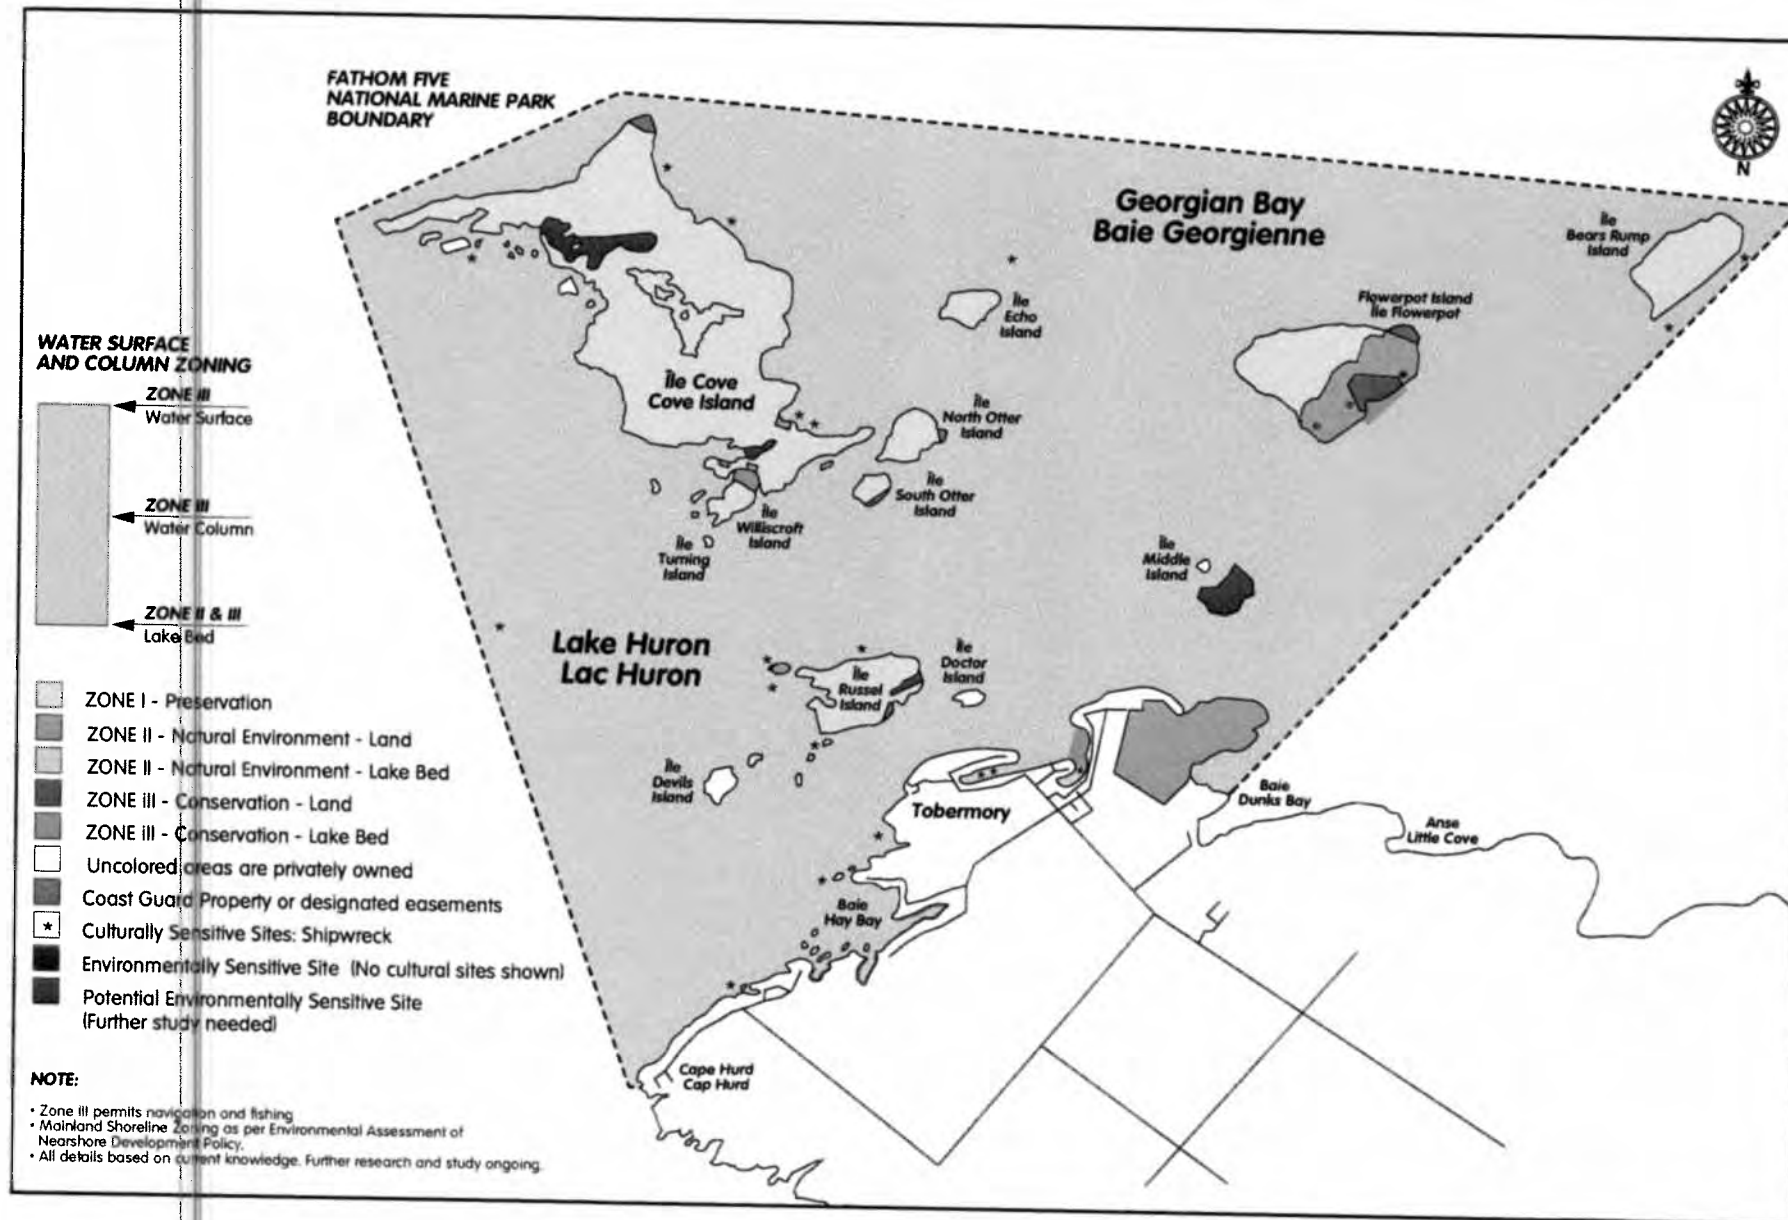 FATHOM FIVE
NATIONAL MARINE PARK
BOUNDARY
N
Georgian Bay
Baie Georgienne
Île
Bears Rump
Island
Île
Echo
Island
Flowerpot Island
Île Flowerpot
WATER SURFACE
AND COLUMN ZONING
ZONE III
Water Surface
ZONE III
Water Column
ZONE II & III
Lake Bed
Île Cove
Cove Island
Île
North Otter
Island
Île
South Otter
Island
Île
Williscroft
Island
Île
Turning
Island
Île
Middle
Island
Lake Huron
Lac Huron
Île
Doctor
Island
Île
Russel
Island
Île
Devils
Island
Tobermory
Baie
Dunks Bay
Anse
Little Cove
Baie
Hay Bay
Cape Hurd
Cap Hurd
ZONE I - Preservation
ZONE II - Natural Environment - Land
ZONE II - Natural Environment - Lake Bed
ZONE III - Conservation - Land
ZONE III - Conservation - Lake Bed
Uncolored areas are privately owned
Coast Guard Property or designated easements
Culturally Sensitive Sites: Shipwreck
Environmentally Sensitive Site (No cultural sites shown)
Potential Environmentally Sensitive Site
(Further study needed)
NOTE:
• Zone III permits navigation and fishing
• Mainland Shoreline Zoning as per Environmental Assessment of
Nearshore Development Policy.
• All details based on current knowledge. Further research and study ongoing.